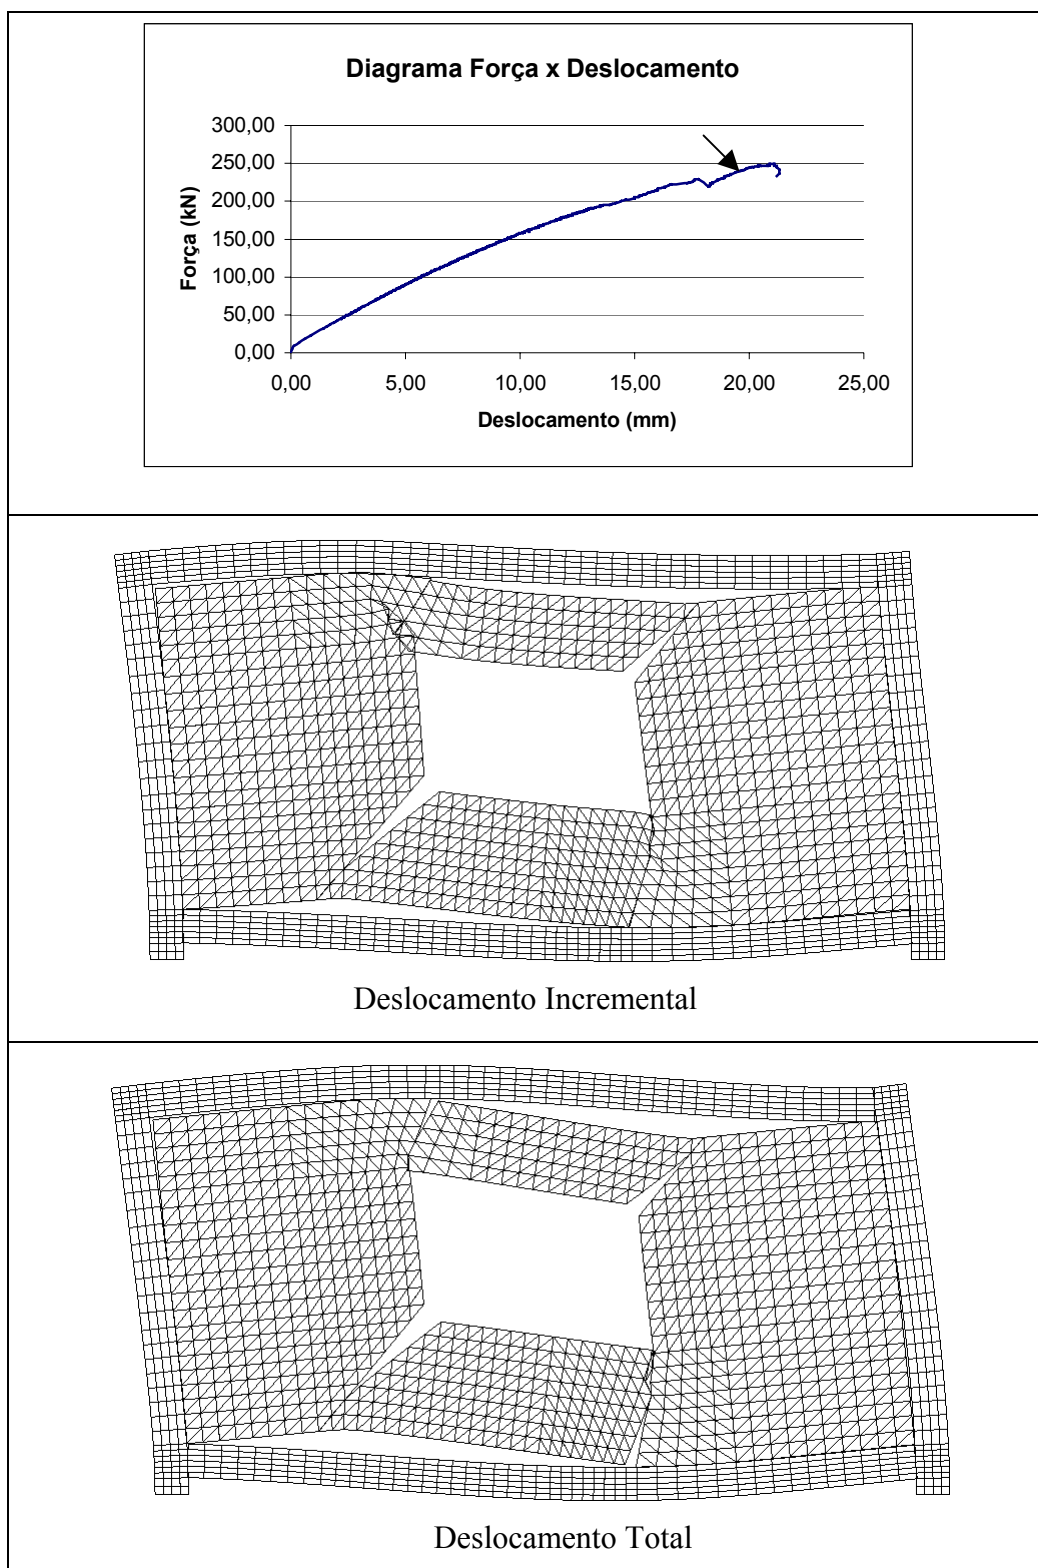 Diagrama Força x Deslocamento
300,00
250,00
200,00
150,00
100,00
50,00
0,00
Força (kN)
0,00 5,00 10,00 15,00 20,00 25,00
Deslocamento (mm)
Deslocamento Incremental
Deslocamento Total